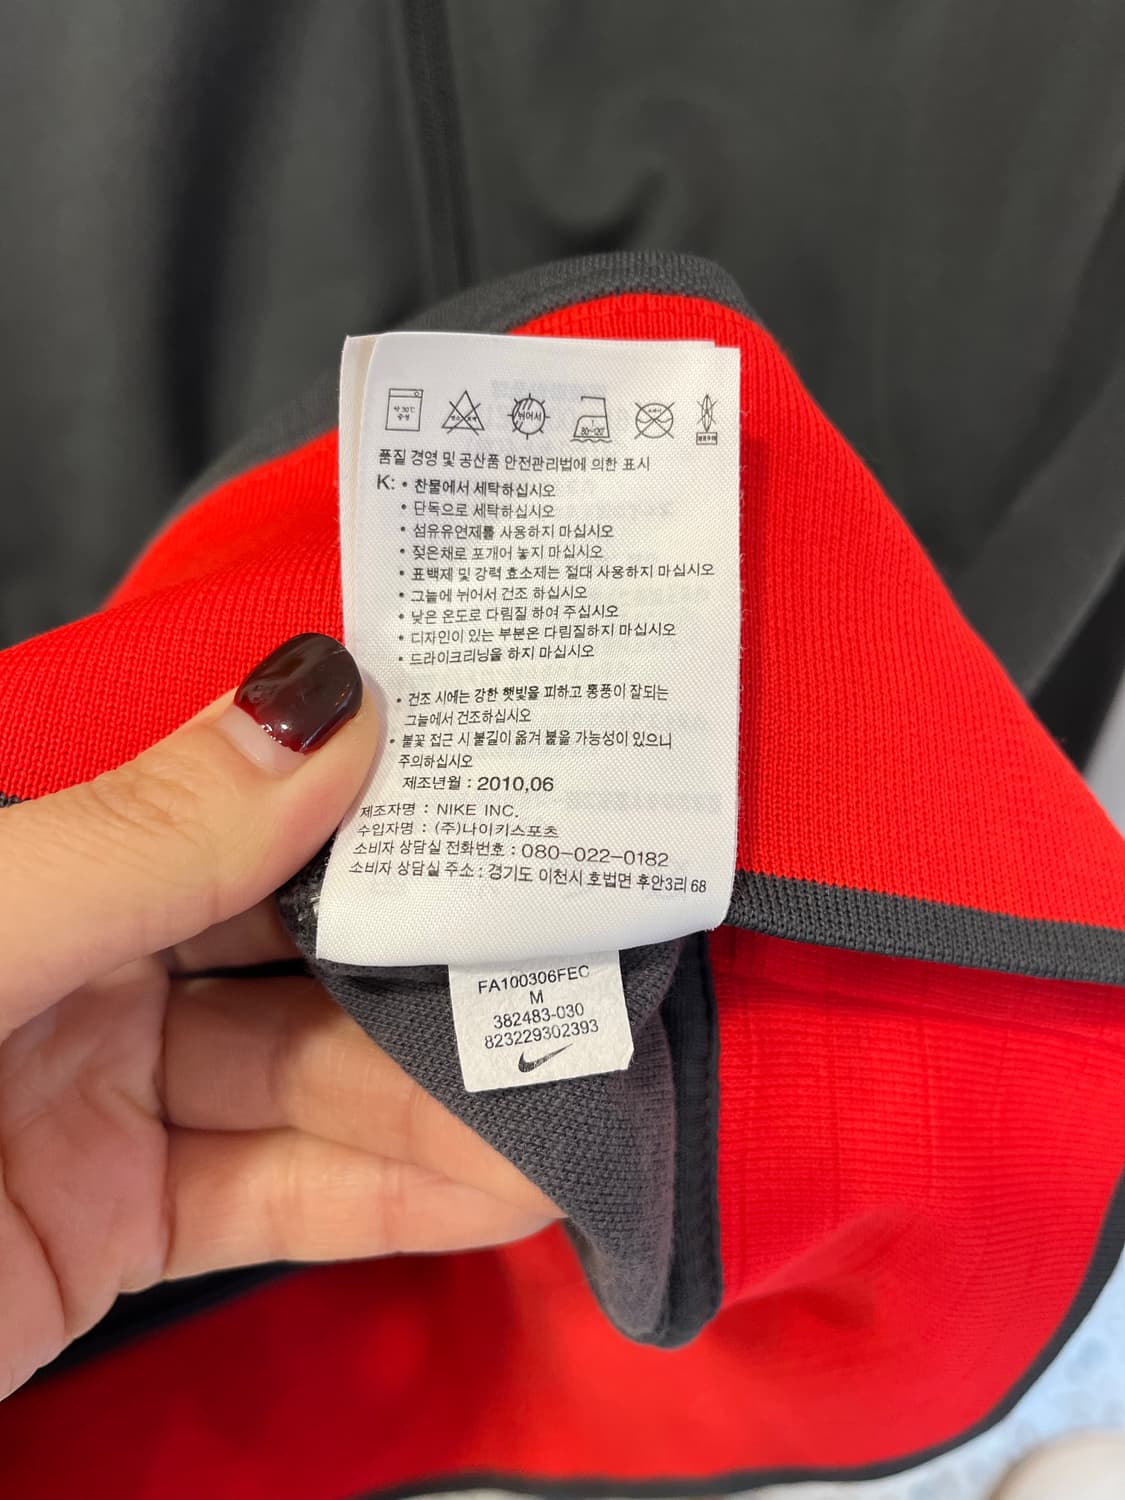 약 30℃
중성
뉘어서
80~120℃
품질 경영 및 공산품 안전관리법에 의한 표시
K: • 찬물에서 세탁하십시오
• 단독으로 세탁하십시오
• 섬유유연제를 사용하지 마십시오
• 젖은채로 포개어 놓지 마십시오
• 표백제 및 강력 효소제는 절대 사용하지 마십시오
• 그늘에 뉘어서 건조 하십시오
• 낮은 온도로 다림질 하여 주십시오
• 디자인이 있는 부분은 다림질하지 마십시오
• 드라이크리닝을 하지 마십시오
• 건조 시에는 강한 햇빛을 피하고 통풍이 잘되는
그늘에서 건조하십시오
• 불꽃 접근 시 불길이 옮겨 붙을 가능성이 있으니
주의하십시오
제조년월 : 2010,06
제조자명 : NIKE INC.
수입자명 : (주)나이키스포츠
소비자 상담실 전화번호 : 080-022-0182
소비자 상담실 주소 : 경기도 이천시 호법면 후안3리 68
FA100306FEC
M
382483-030
823229302393